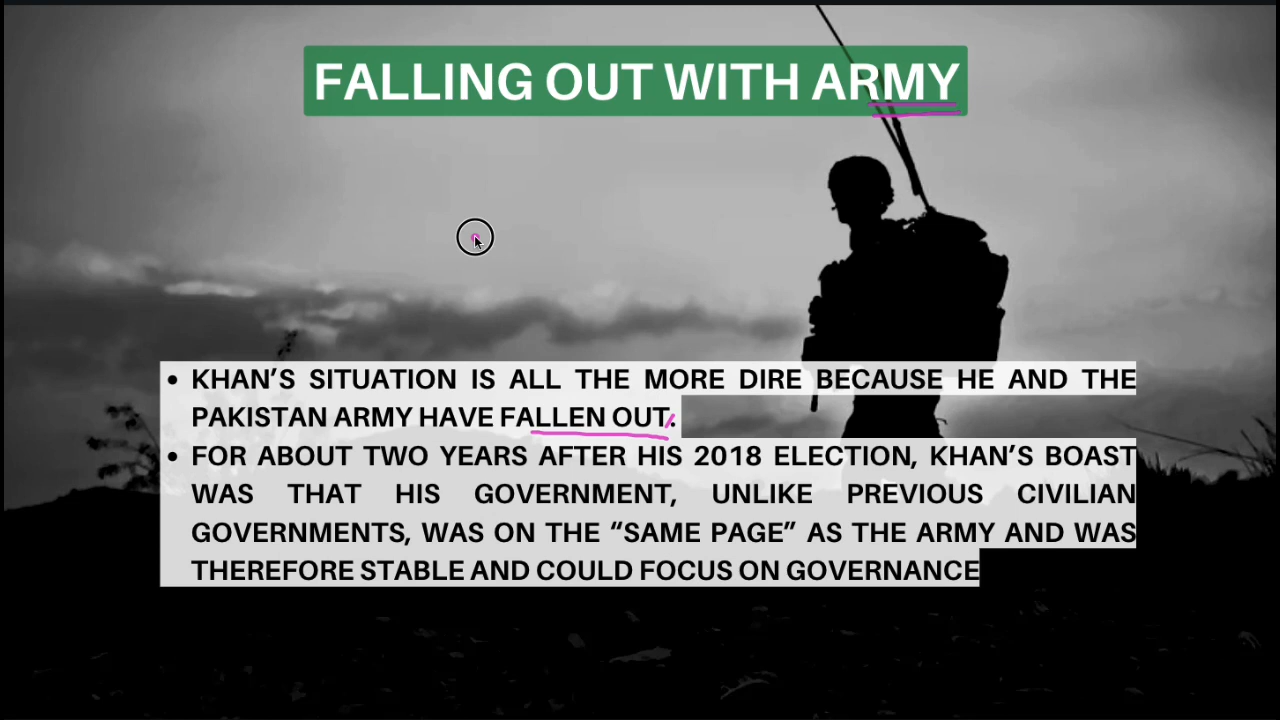 FALLING OUT WITH ARMY
• KHAN’S SITUATION IS ALL THE MORE DIRE BECAUSE HE AND THE
PAKISTAN ARMY HAVE FALLEN OUT.
• FOR ABOUT TWO YEARS AFTER HIS 2018 ELECTION, KHAN’S BOAST
WAS THAT HIS GOVERNMENT, UNLIKE PREVIOUS CIVILIAN
GOVERNMENTS, WAS ON THE “SAME PAGE” AS THE ARMY AND WAS
THEREFORE STABLE AND COULD FOCUS ON GOVERNANCE